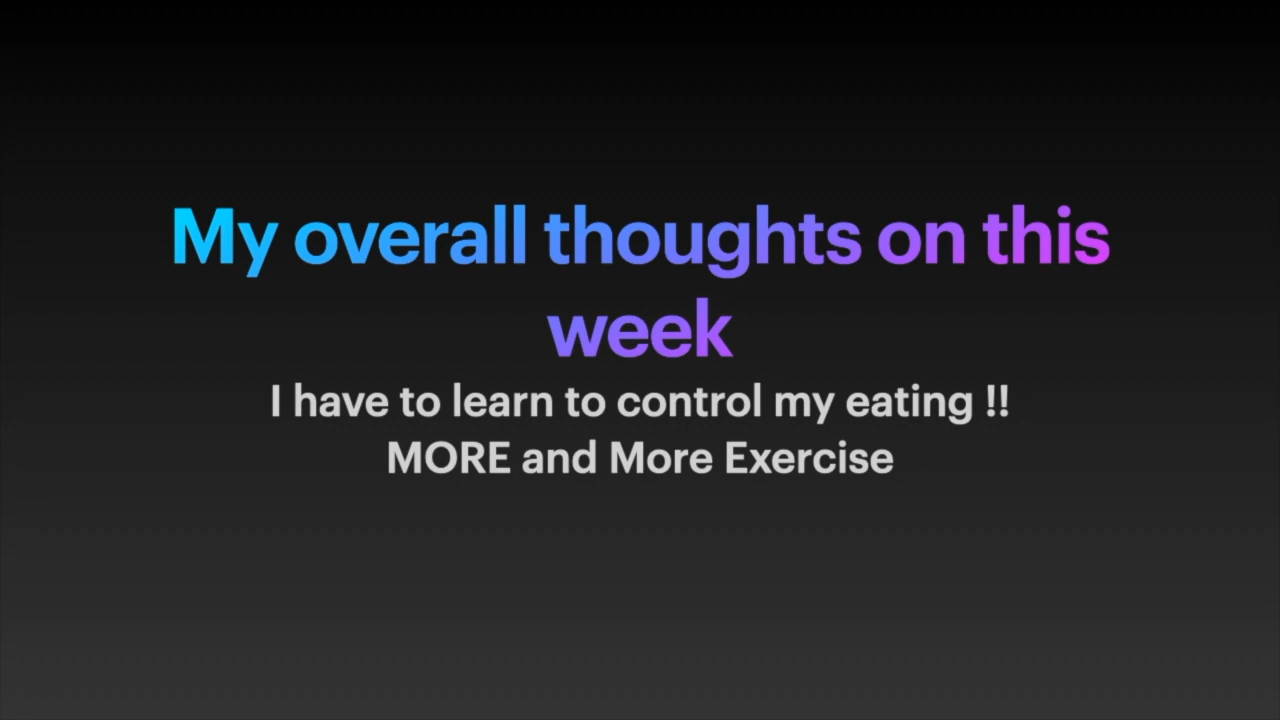 My overall thoughts on this
week
I have to learn to control my eating !!
MORE and More Exercise